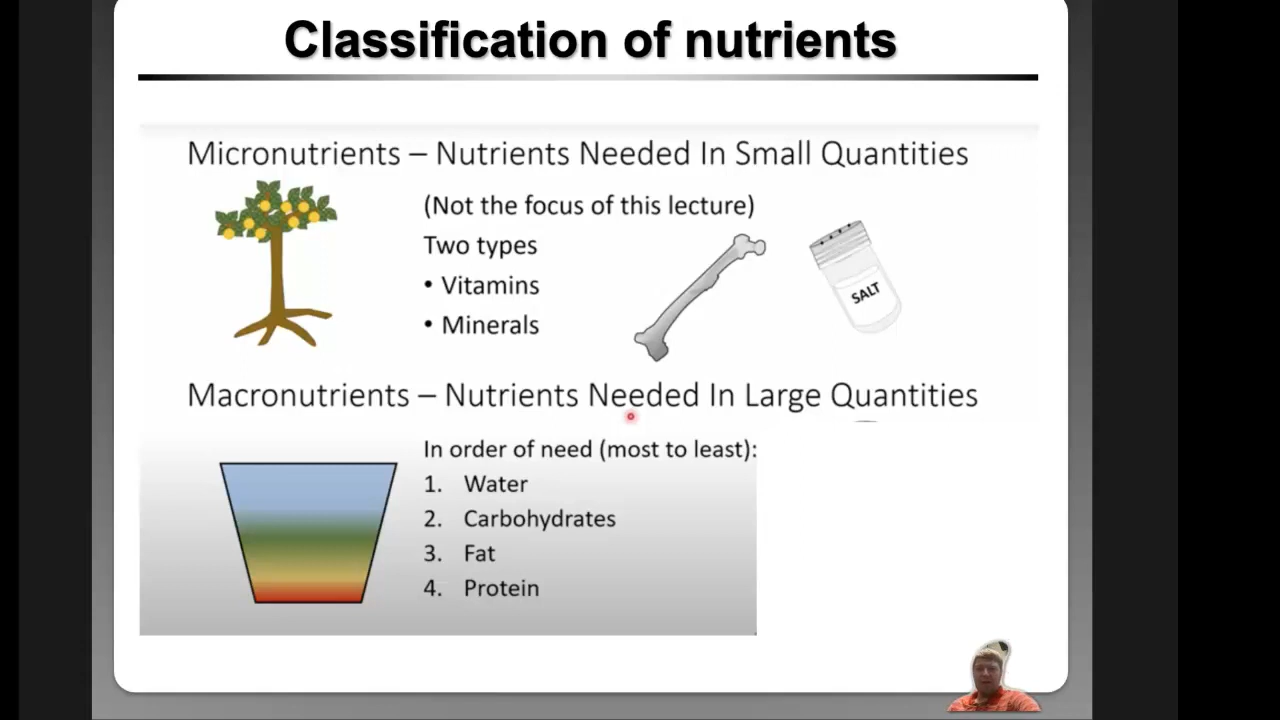 Classification of nutrients
Micronutrients – Nutrients Needed In Small Quantities
(Not the focus of this lecture)
Two types
• Vitamins
• Minerals
SALT
Macronutrients – Nutrients Needed In Large Quantities
In order of need (most to least):
1. Water
2. Carbohydrates
3. Fat
4. Protein